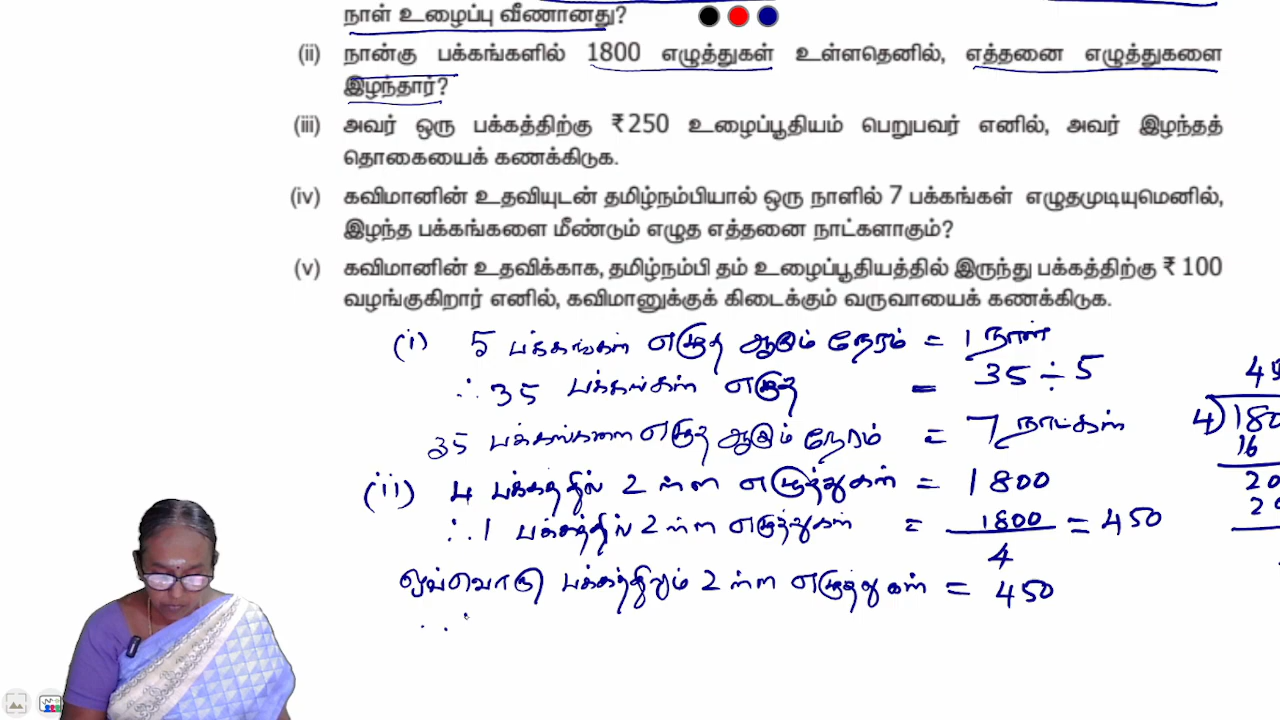 நாள் உழைப்பு வீணானது?
(ii) நான்கு பக்கங்களில் 1800 எழுத்துகள் உள்ளதெனில், எத்தனை எழுத்துகளை
இழந்தார்?
(iii) அவர் ஒரு பக்கத்திற்கு ₹250 உழைப்பூதியம் பெறுபவர் எனில், அவர் இழந்தத்
தொகையைக் கணக்கிடுக.
(iv) கவிமானின் உதவியுடன் தமிழ்நம்பியால் ஒரு நாளில் 7 பக்கங்கள் எழுதமுடியுமெனில்,
இழந்த பக்கங்களை மீண்டும் எழுத எத்தனை நாட்களாகும்?
(v) கவிமானின் உதவிக்காக, தமிழ்நம்பி தம் உழைப்பூதியத்தில் இருந்து பக்கத்திற்கு ₹ 100
வழங்குகிறார் எனில், கவிமானுக்குக் கிடைக்கும் வருவாயைக் கணக்கிடுக.
(i) 5 பக்கங்கள் எழுத ஆகும் நேரம் = 1 நாள்
∴ 35 பக்கங்கள் எழுத = 35 ÷ 5
35 பக்கங்களை எழுத ஆகும் நேரம் = 7 நாட்கள்
(ii) 4 பக்கத்தில் உள்ள எழுத்துகள் = 1800
∴ 1 பக்கத்தில் உள்ள எழுத்துகள் = 1800 = 450
4
ஒவ்வொரு பக்கத்திலும் உள்ள எழுத்துகள் = 450
4) 180
16
20